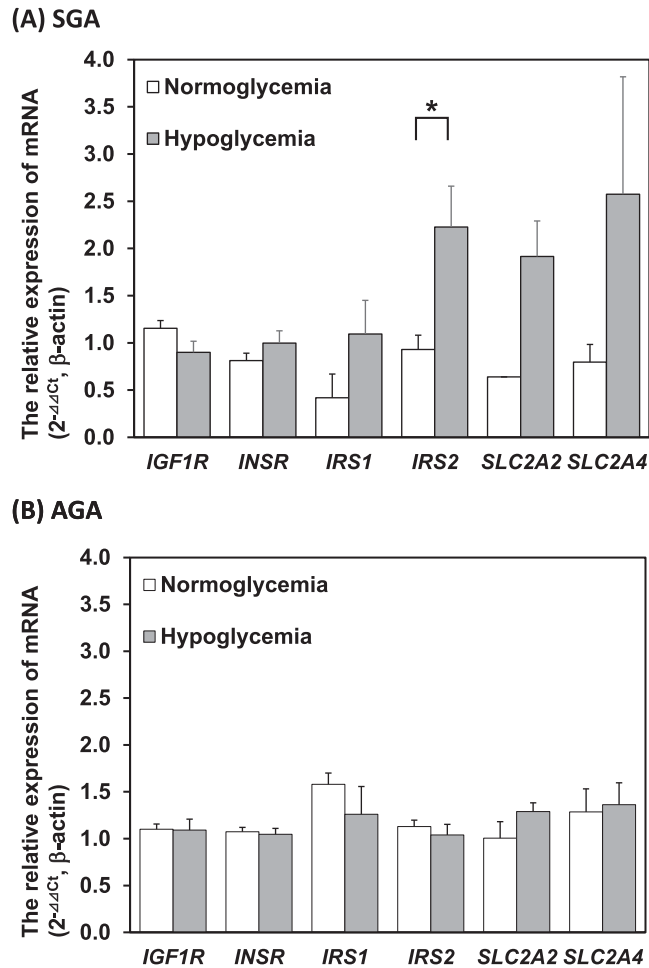 (A) SGA
The relative expression of mRNA
(2-ΔΔCt, β-actin)
4.0
3.5
3.0
2.5
2.0
1.5
1.0
0.5
0.0
Normoglycemia
Hypoglycemia
*
IGF1R INSR IRS1 IRS2 SLC2A2 SLC2A4
(B) AGA
The relative expression of mRNA
(2-ΔΔCt, β-actin)
4.0
3.5
3.0
2.5
2.0
1.5
1.0
0.5
0.0
Normoglycemia
Hypoglycemia
IGF1R INSR IRS1 IRS2 SLC2A2 SLC2A4